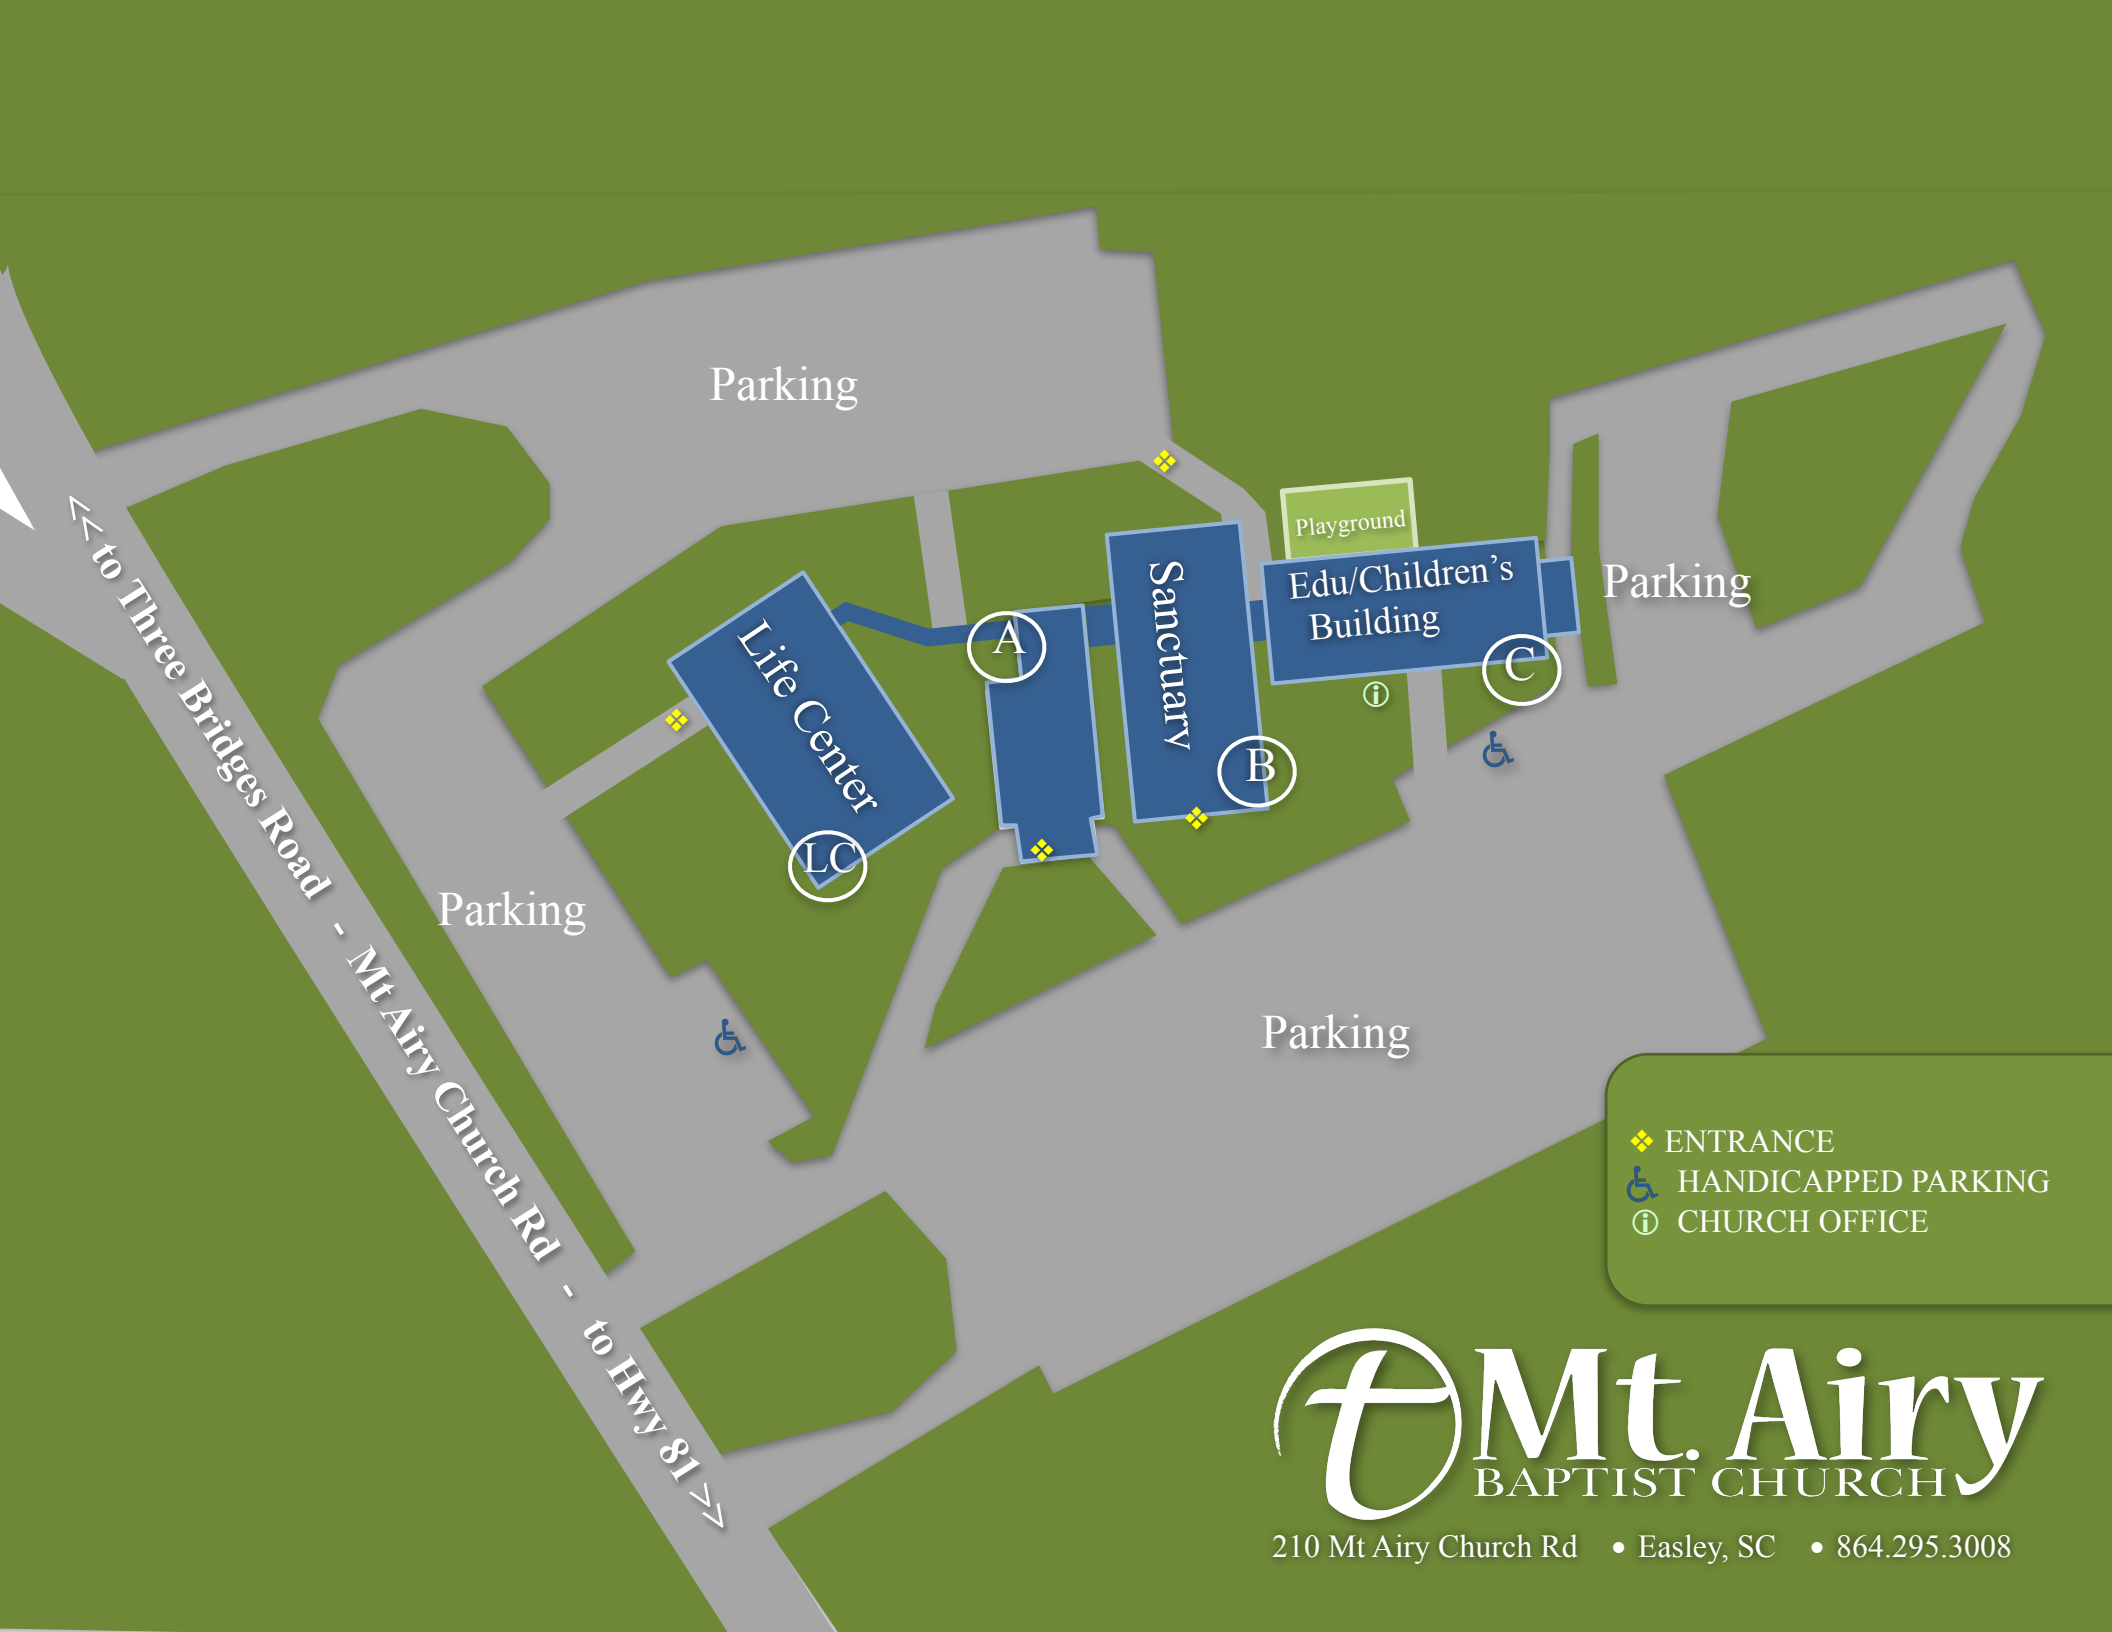 Parking
Playground
Edu/Children's
Building
Sanctuary
Parking
Life Center
A
C
B
LC
Parking
Parking
<< to Three Bridges Road - Mt Airy Church Rd - to Hwy 81 >>
ENTRANCE
HANDICAPPED PARKING
CHURCH OFFICE
Mt. Airy
BAPTIST CHURCH
210 Mt Airy Church Rd • Easley, SC • 864.295.3008